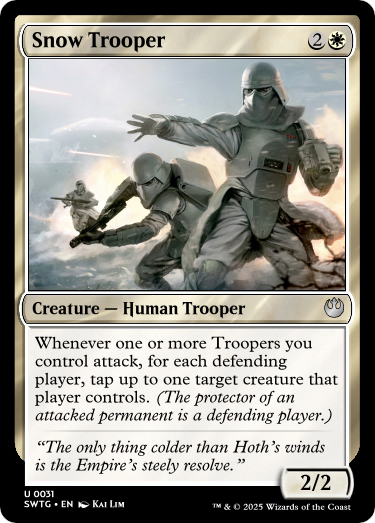 Snow Trooper 2
Creature — Human Trooper
Whenever one or more Troopers you
control attack, for each defending
player, tap up to one target creature that
player controls. (The protector of an
attacked permanent is a defending player.)
“The only thing colder than Hoth’s winds
is the Empire’s steely resolve.”
2/2
U 0031
SWTG • EN Kai Lim
™ & © 2025 Wizards of the Coast